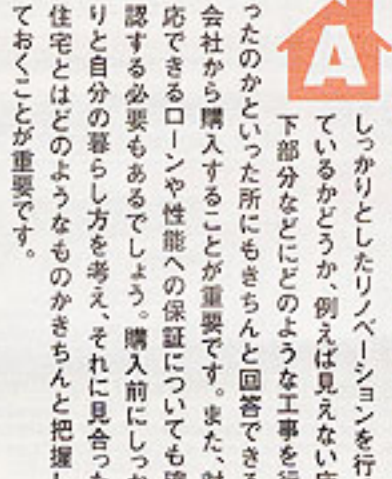 A
しっかりとしたリノベーションを行
ているかどうか、例えば見えない床
下部分などにどのような工事を行
ったのかといった所にもきちんと回答できる
会社から購入することが重要です。また、対
応できるローンや性能への保証についても確
認する必要もあるでしょう。購入前にしっか
りと自分の暮らし方を考え、それに見合った
住宅とはどのようなものかきちんと把握し
ておくことが重要です。